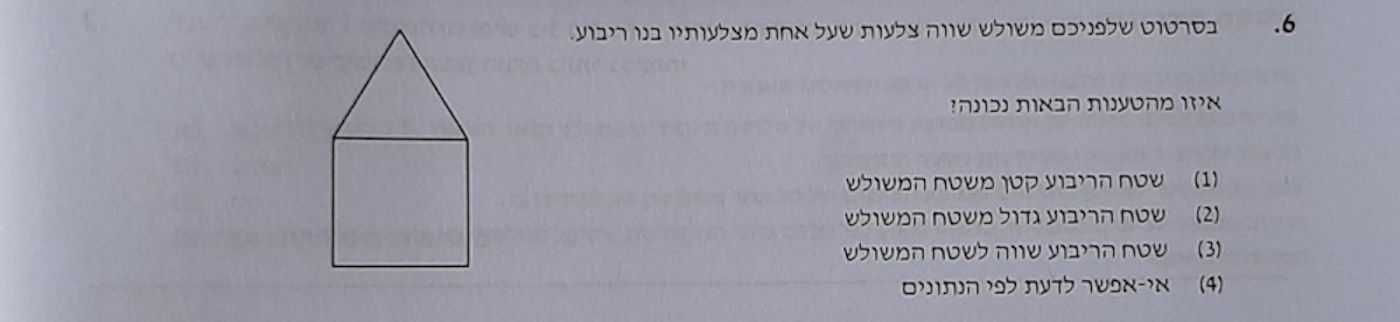 6. בסרטוט שלפניכם משולש שווה צלעות שעל אחת מצלעותיו בנו ריבוע.
איזו מהטענות הבאות נכונה?
(1) שטח הריבוע קטן משטח המשולש
(2) שטח הריבוע גדול משטח המשולש
(3) שטח הריבוע שווה לשטח המשולש
(4) אי-אפשר לדעת לפי הנתונים